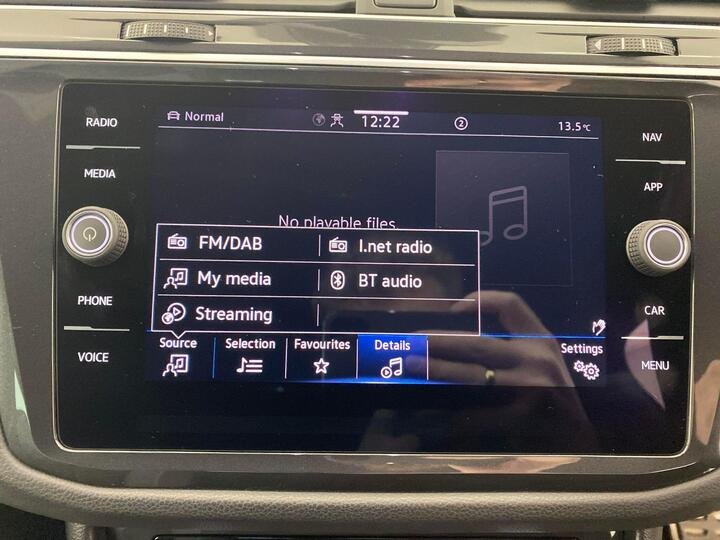 RADIO
MEDIA
PHONE
VOICE
Normal
12:22
2
13.5°C
No playable files.
FM/DAB
I.net radio
My media
BT audio
Streaming
Source
Selection
Favourites
Details
Settings
NAV
APP
CAR
MENU